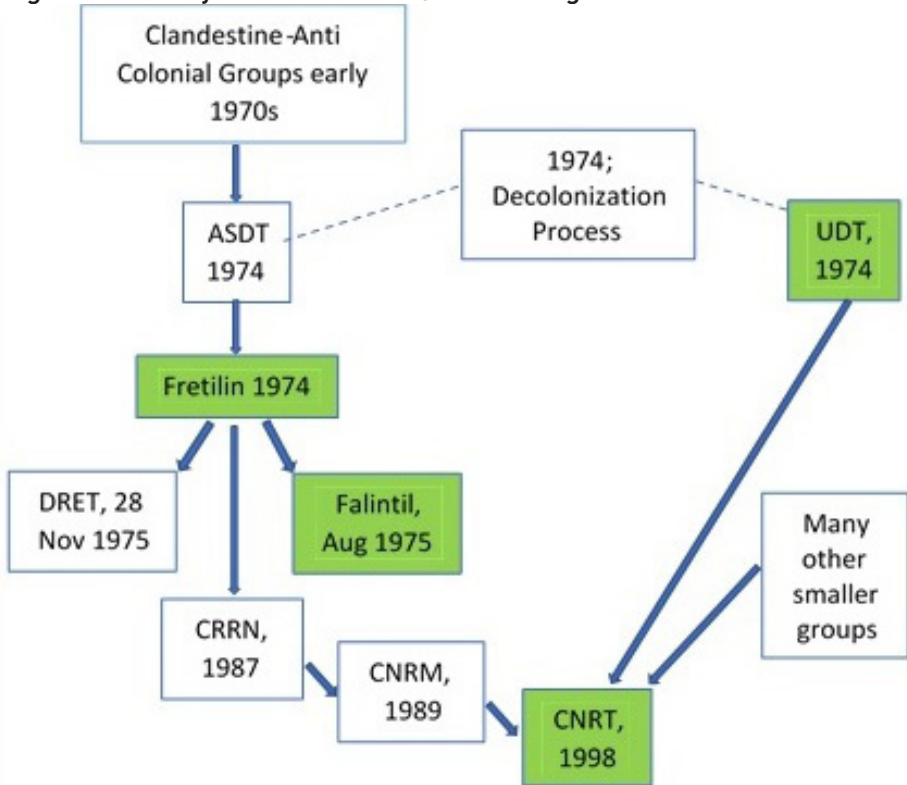 Clandestine-Anti
Colonial Groups early
1970s
1974;
Decolonization
Process
ASDT
1974
UDT,
1974
Fretilin 1974
DRET, 28
Nov 1975
Falintil,
Aug 1975
Many
other
smaller
groups
CRRN,
1987
CNRM,
1989
CNRT,
1998